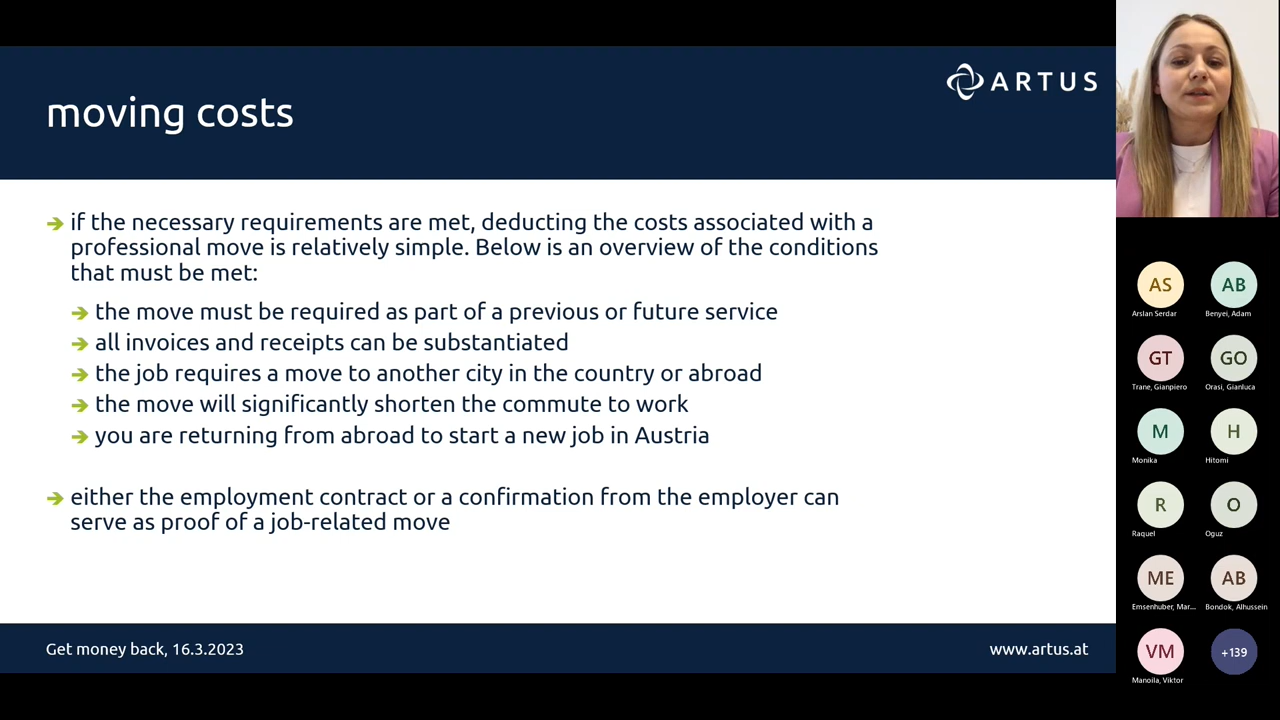 ARTUS
moving costs
if the necessary requirements are met, deducting the costs associated with a
professional move is relatively simple. Below is an overview of the conditions
that must be met:
the move must be required as part of a previous or future service
all invoices and receipts can be substantiated
the job requires a move to another city in the country or abroad
the move will significantly shorten the commute to work
you are returning from abroad to start a new job in Austria
either the employment contract or a confirmation from the employer can
serve as proof of a job-related move
Get money back, 16.3.2023
www.artus.at
AS
AB
Arslan Serdar
Benyei, Adam
GT
GO
Trane, Gianpiero
Orasi, Gianluca
M
H
Monika
Hitomi
R
O
Raquel
Oguz
ME
AB
Emsenhuber, Mar...
Bondok, Alhussein
VM
+139
Manoila, Viktor